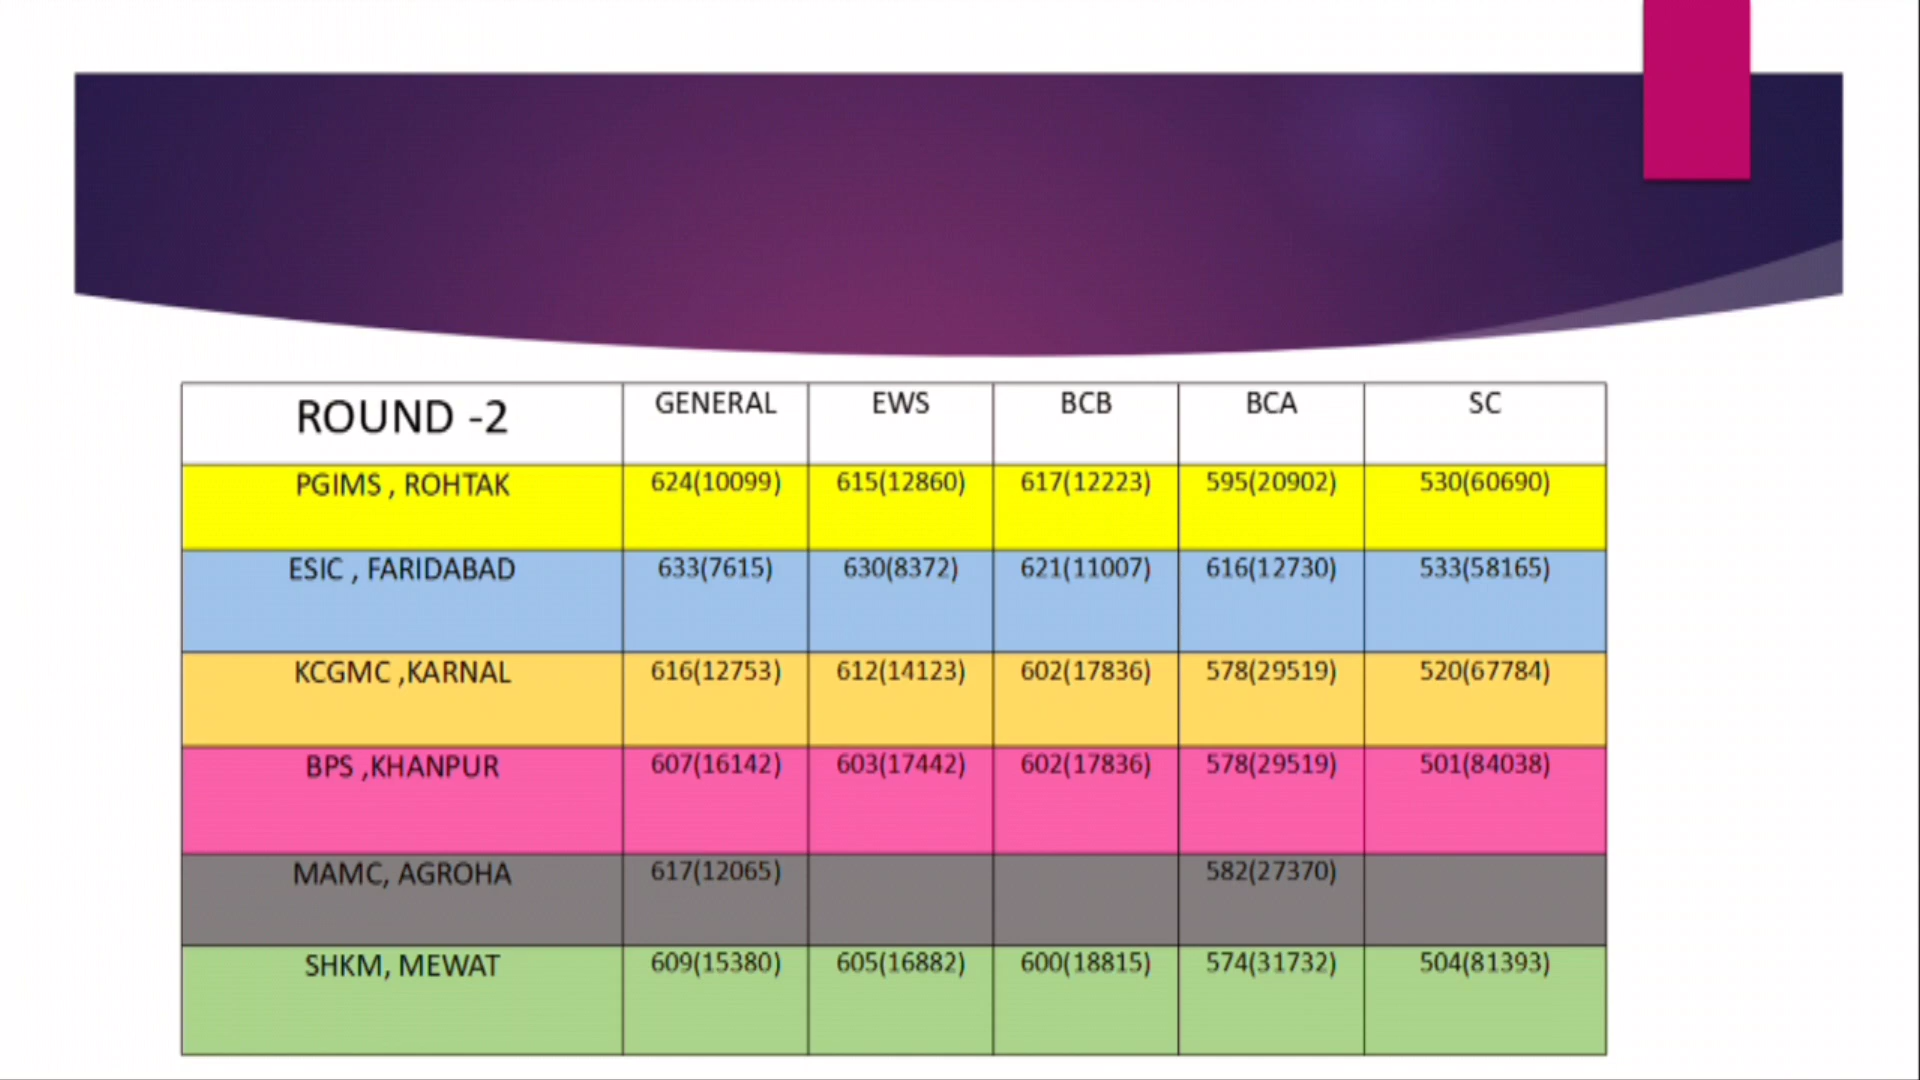 ROUND -2 GENERAL EWS BCB BCA SC
PGIMS , ROHTAK 624(10099) 615(12860) 617(12223) 595(20902) 530(60690)
ESIC , FARIDABAD 633(7615) 630(8372) 621(11007) 616(12730) 533(58165)
KCGMC ,KARNAL 616(12753) 612(14123) 602(17836) 578(29519) 520(67784)
BPS ,KHANPUR 607(16142) 603(17442) 602(17836) 578(29519) 501(84038)
MAMC, AGROHA 617(12065) 582(27370)
SHKM, MEWAT 609(15380) 605(16882) 600(18815) 574(31732) 504(81393)